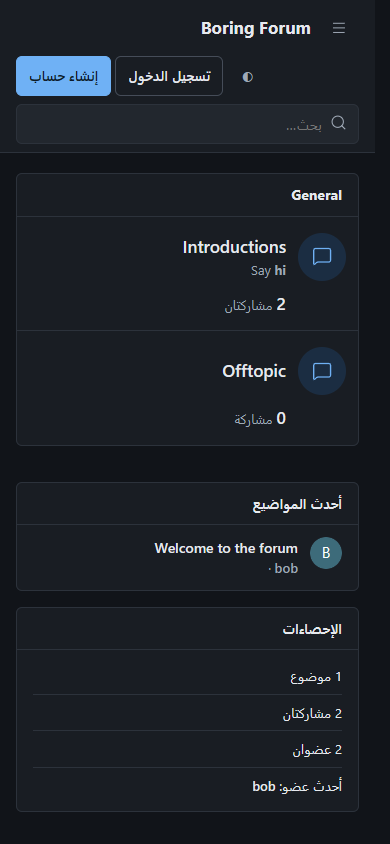 Boring Forum
تسجيل الدخول
إنشاء حساب
بحث...
General
Introductions
Say hi
2 مشاركتان
Offtopic
0 مشاركة
أحدث المواضيع
B
Welcome to the forum
bob ·
الإحصاءات
1 موضوع
2 مشاركتان
2 عضوان
أحدث عضو: bob